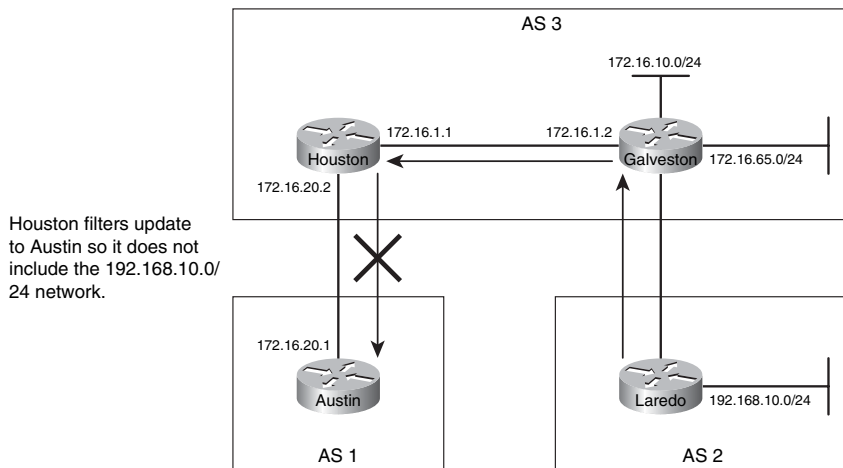 AS 3
172.16.10.0/24
172.16.1.1
172.16.1.2
Houston
Galveston
172.16.65.0/24
172.16.20.2
Houston filters update
to Austin so it does not
include the 192.168.10.0/
24 network.
172.16.20.1
Austin
Laredo
192.168.10.0/24
AS 1
AS 2